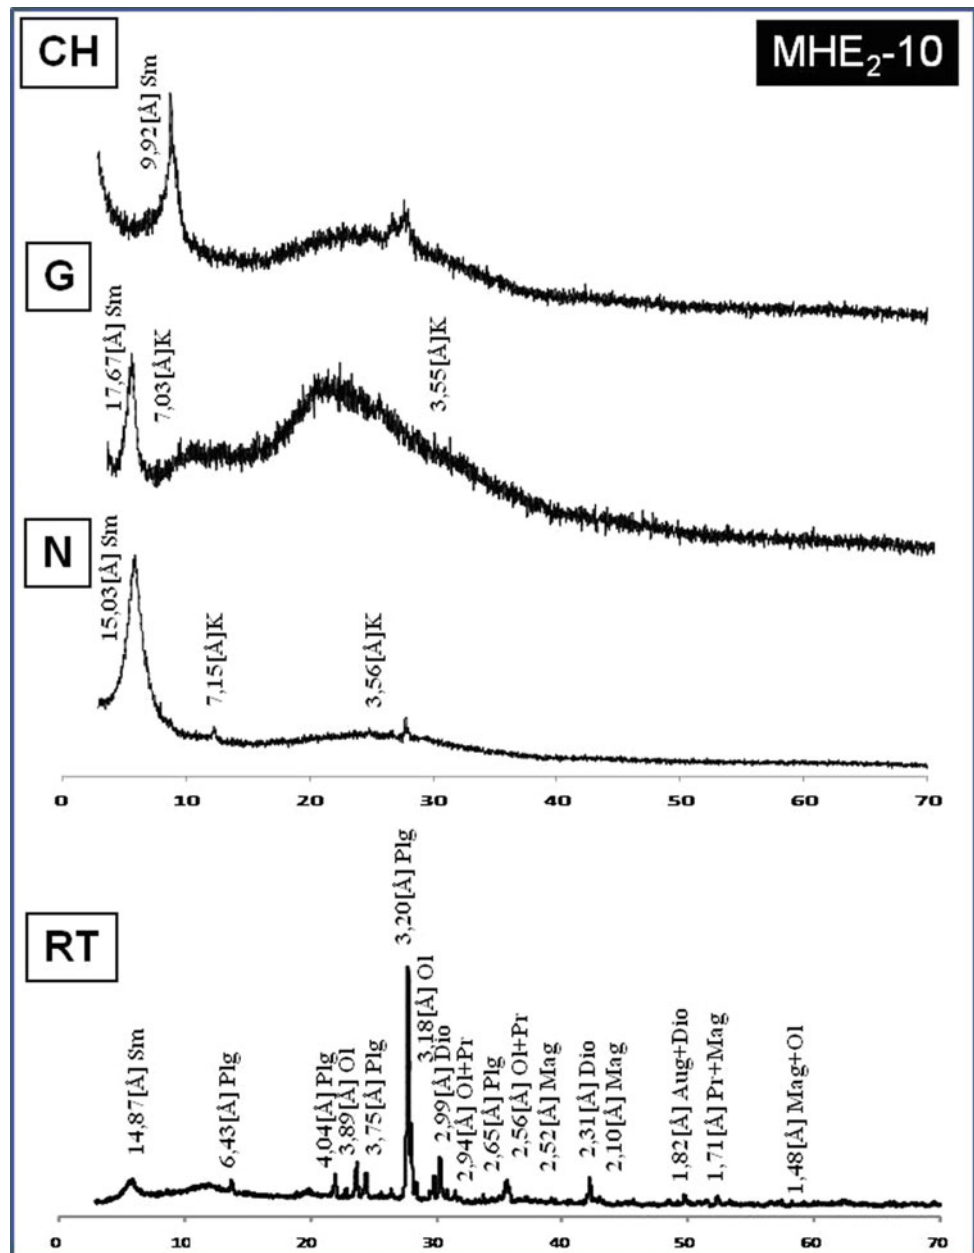 CH
MHE₂-10
9,92[Å] Sm
G
17,67[Å] Sm
7,03[Å]K
3,55[Å]K
N
15,03[Å] Sm
7,15[Å]K
3,56[Å]K
0 10 20 30 40 50 60 70
RT
14,87[Å] Sm
6,43[Å] Plg
4,04[Å] Plg
3,89[Å] Ol
3,75[Å] Plg
3,20[Å] Plg
3,18[Å] Ol
2,99[Å] Dio
2,94[Å] Ol+Pr
2,65[Å] Plg
2,56[Å] Ol+Pr
2,52[Å] Mag
2,31[Å] Dio
2,10[Å] Mag
1,82[Å] Aug+Dio
1,71[Å] Pr+Mag
1,48[Å] Mag+Ol
0 10 20 30 40 50 60 70